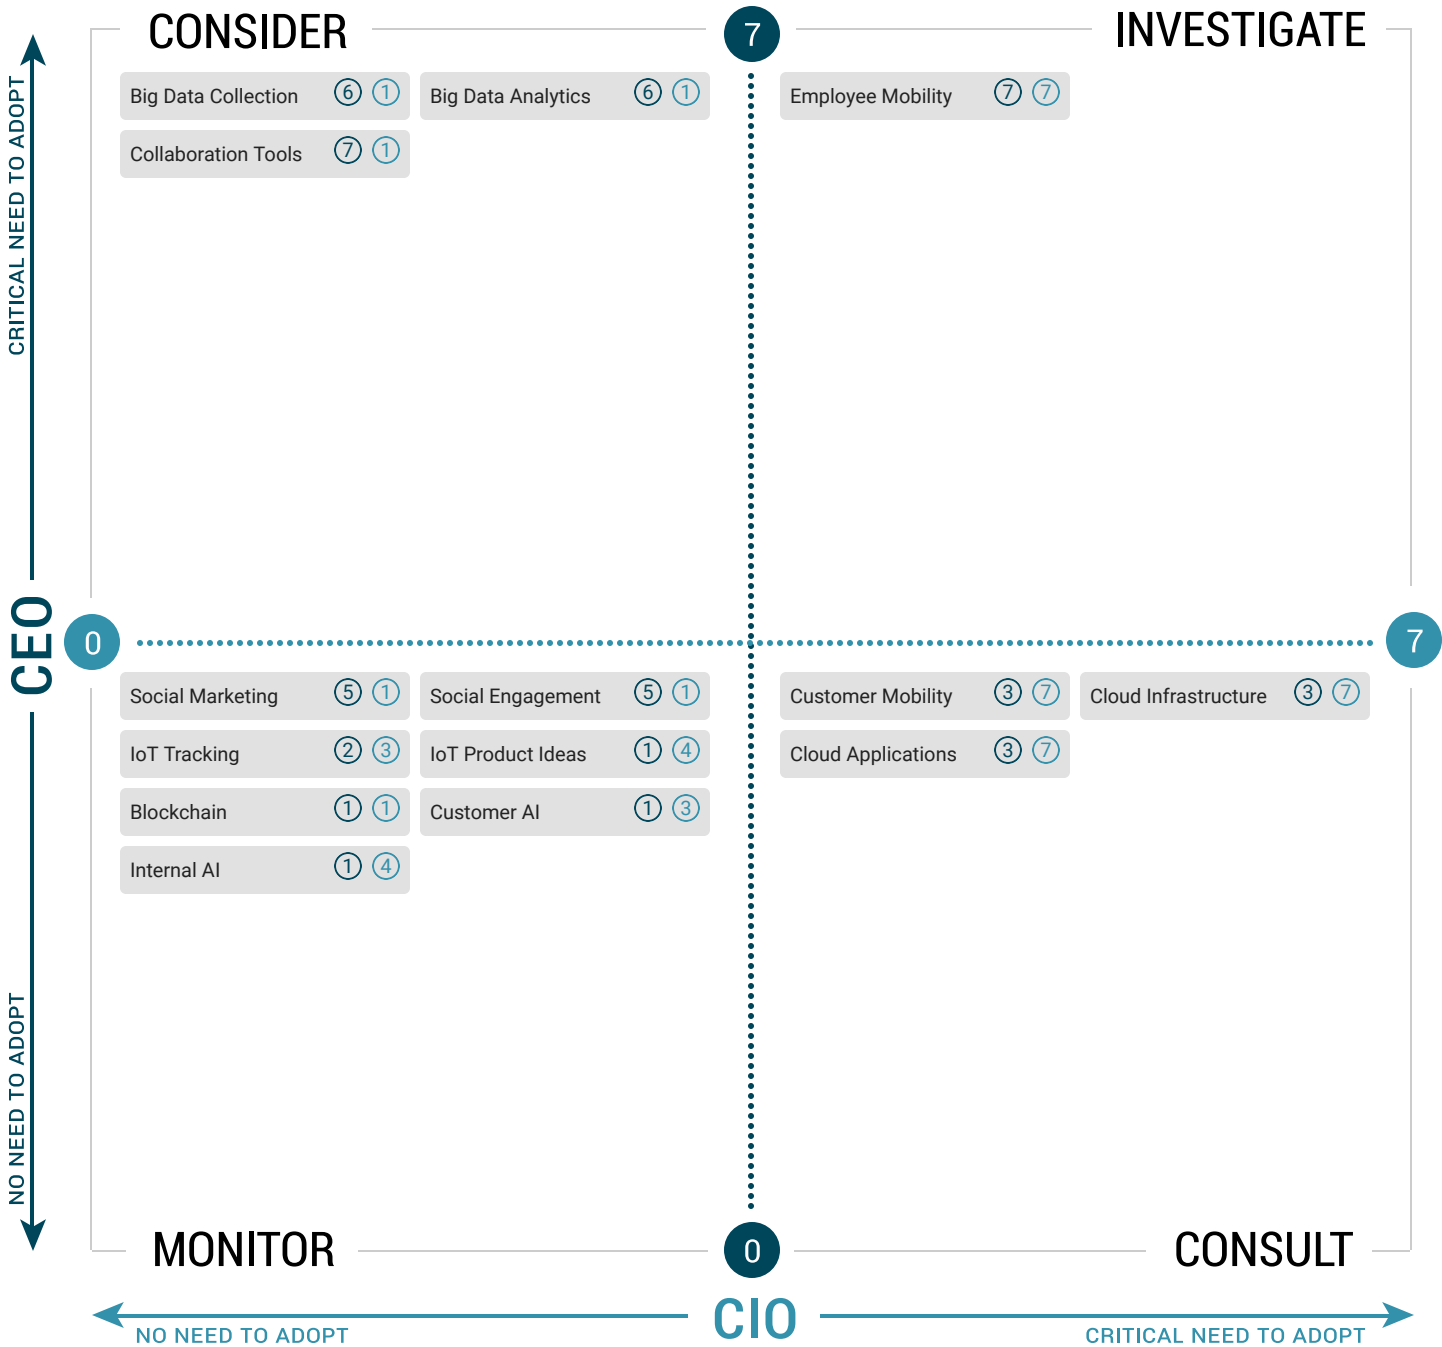 CONSIDER
7
INVESTIGATE
CRITICAL NEED TO ADOPT
Big Data Collection 6 1
Big Data Analytics 6 1
Employee Mobility 7 7
Collaboration Tools 7 1
CEO
0
7
Social Marketing 5 1
Social Engagement 5 1
Customer Mobility 3 7
Cloud Infrastructure 3 7
IoT Tracking 2 3
IoT Product Ideas 1 4
Cloud Applications 3 7
Blockchain 1 1
Customer AI 1 3
Internal AI 1 4
NO NEED TO ADOPT
MONITOR
0
CONSULT
NO NEED TO ADOPT
CIO
CRITICAL NEED TO ADOPT